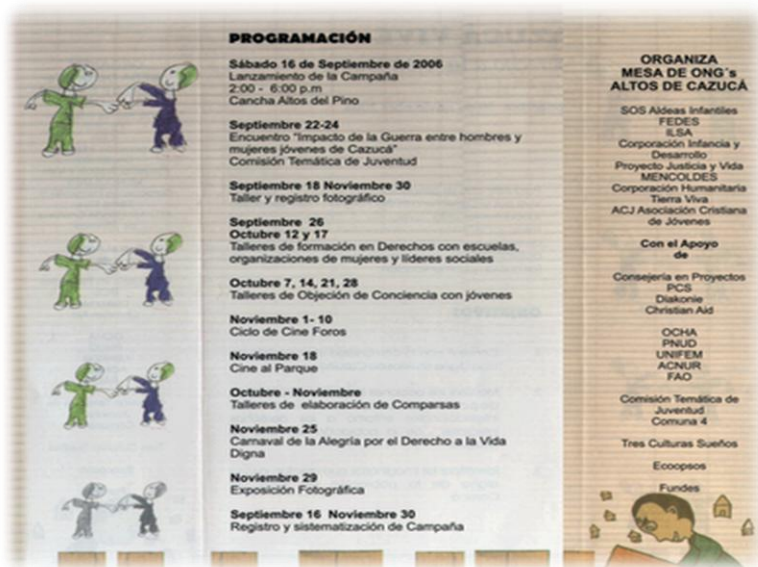 PROGRAMACIÓN
Sábado 16 de Septiembre de 2006
Lanzamiento de la Campaña
2:00 - 6:00 p.m
Cancha Altos del Pino
Septiembre 22-24
Encuentro "Impacto de la Guerra entre hombres y
mujeres jóvenes de Cazucá"
Comisión Temática de Juventud
Septiembre 18 Noviembre 30
Taller y registro fotográfico
Septiembre 26
Octubre 12 y 17
Talleres de formación en Derechos con escuelas,
organizaciones de mujeres y líderes sociales
Octubre 7, 14, 21, 28
Talleres de Objeción de Conciencia con jóvenes
Noviembre 1- 10
Ciclo de Cine Foros
Noviembre 18
Cine al Parque
Octubre - Noviembre
Talleres de elaboración de Comparsas
Noviembre 25
Carnaval de la Alegría por el Derecho a la Vida
Digna
Noviembre 29
Exposición Fotográfica
Septiembre 16 Noviembre 30
Registro y sistematización de Campaña
ORGANIZA
MESA DE ONG´s
ALTOS DE CAZUCÁ
SOS Aldeas Infantiles
FEDES
ILSA
Corporación Infancia y
Desarrollo
Proyecto Justicia y Vida
MENCOLDES
Corporación Humanitaria
Tierra Viva
ACJ Asociación Cristiana
de Jóvenes
Con el Apoyo
de
Consejería en Proyectos
PCS
Diakonie
Christian Aid
OCHA
PNUD
UNIFEM
ACNUR
FAO
Comisión Temática de
Juventud
Comuna 4
Tres Culturas Sueños
Ecoopsos
Fundes